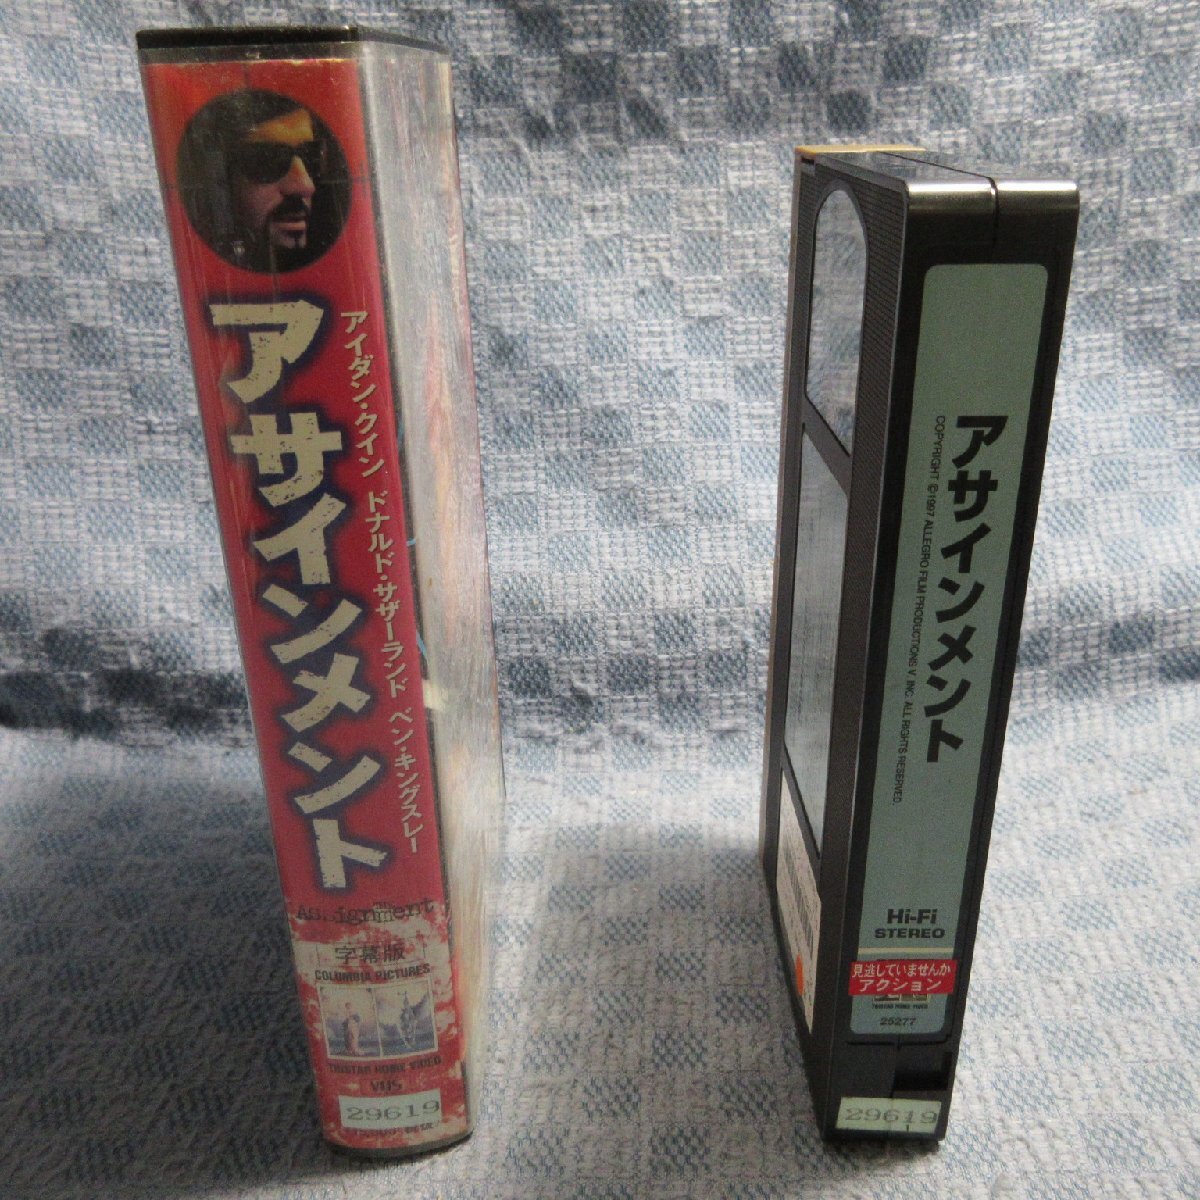 アサインメント
アイダン・クイン ドナルド・サザーランド ベン・キングスレー
Assignment
字幕版
COLUMBIA PICTURES
TRISTAR HOME VIDEO
VHS
29619
アサインメント
COPYRIGHT ©1997 ALLEGRO FILM PRODUCTIONS V INC. ALL RIGHTS RESERVED.
Hi-Fi
STEREO
見逃していませんか
アクション
TRISTAR HOME VIDEO
25277
29619